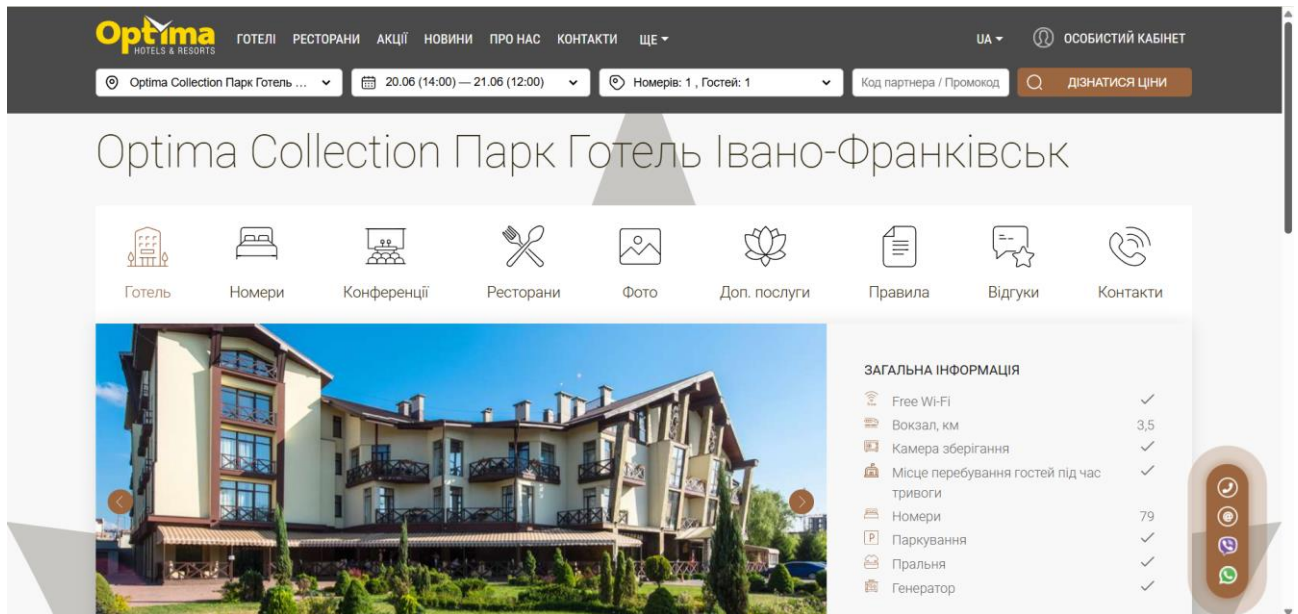 Optima
HOTELS & RESORTS
ГОТЕЛІ РЕСТОРАНИ АКЦІЇ НОВИНИ ПРО НАС КОНТАКТИ ЩЕ
UA ОСОБИСТИЙ КАБІНЕТ
Optima Collection Парк Готель ...
20.06 (14:00) — 21.06 (12:00)
Номерів: 1 , Гостей: 1
Код партнера / Промокод
ДІЗНАТИСЯ ЦІНИ
Optima Collection Парк Готель Івано-Франківськ
Готель Номери Конференції Ресторани Фото Доп. послуги Правила Відгуки Контакти
ЗАГАЛЬНА ІНФОРМАЦІЯ
Free Wi-Fi
Вокзал, км 3,5
Камера зберігання
Місце перебування гостей під час
тривоги
Номери 79
P Паркування
Пральня
Генератор